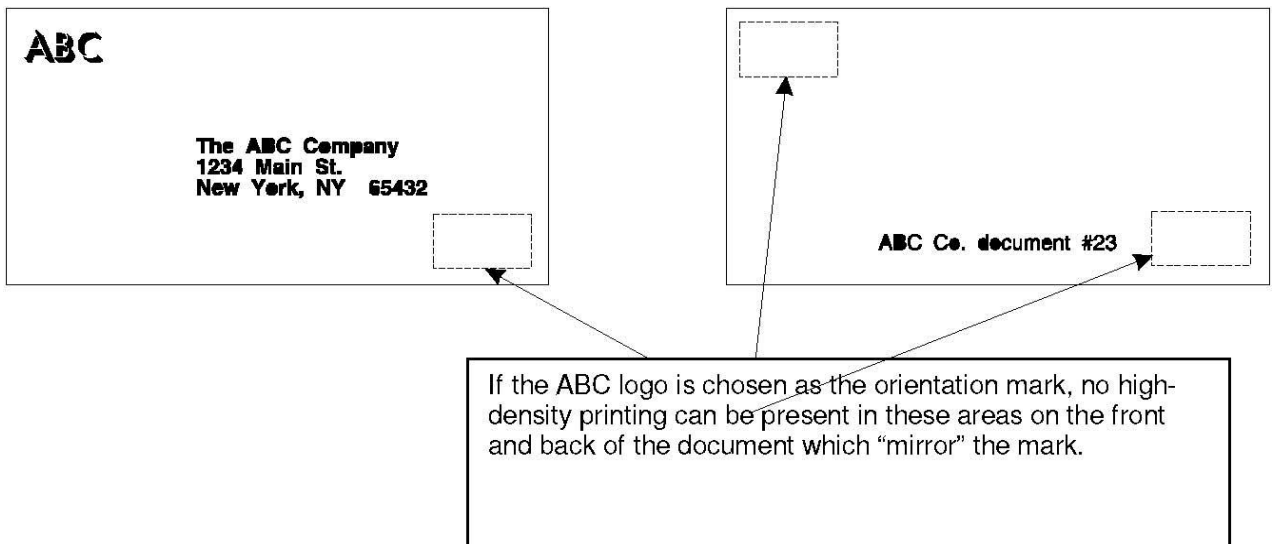 ABC
The ABC Company
1234 Main St.
New York, NY 65432
ABC Co. document #23
If the ABC logo is chosen as the orientation mark, no high-
density printing can be present in these areas on the front
and back of the document which “mirror” the mark.